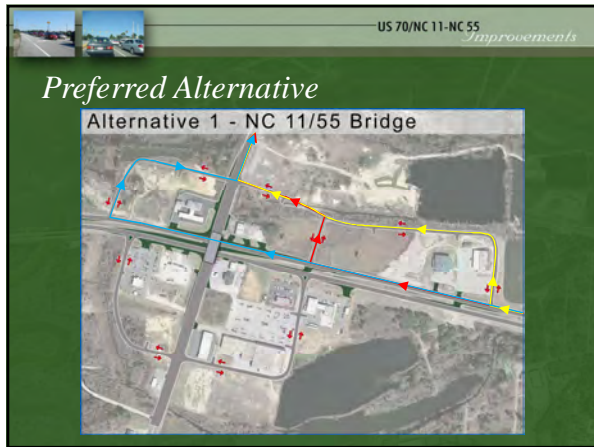 US 70/NC 11-NC 55
Improvements
Preferred Alternative
Alternative 1 - NC 11/55 Bridge